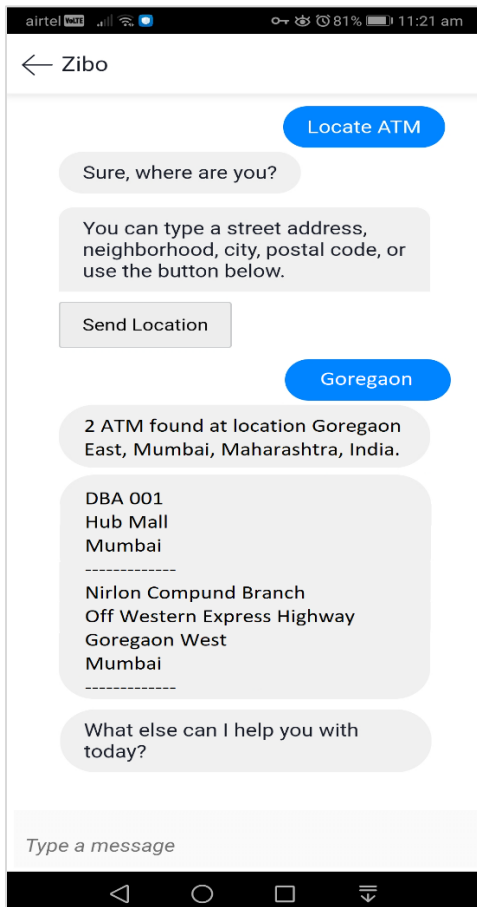 airtel VoLTE 81% 11:21 am
Zibo
Locate ATM
Sure, where are you?
You can type a street address,
neighborhood, city, postal code, or
use the button below.
Send Location
Goregaon
2 ATM found at location Goregaon
East, Mumbai, Maharashtra, India.
DBA 001
Hub Mall
Mumbai
-------------
Nirlon Compund Branch
Off Western Express Highway
Goregaon West
Mumbai
-------------
What else can I help you with
today?
Type a message